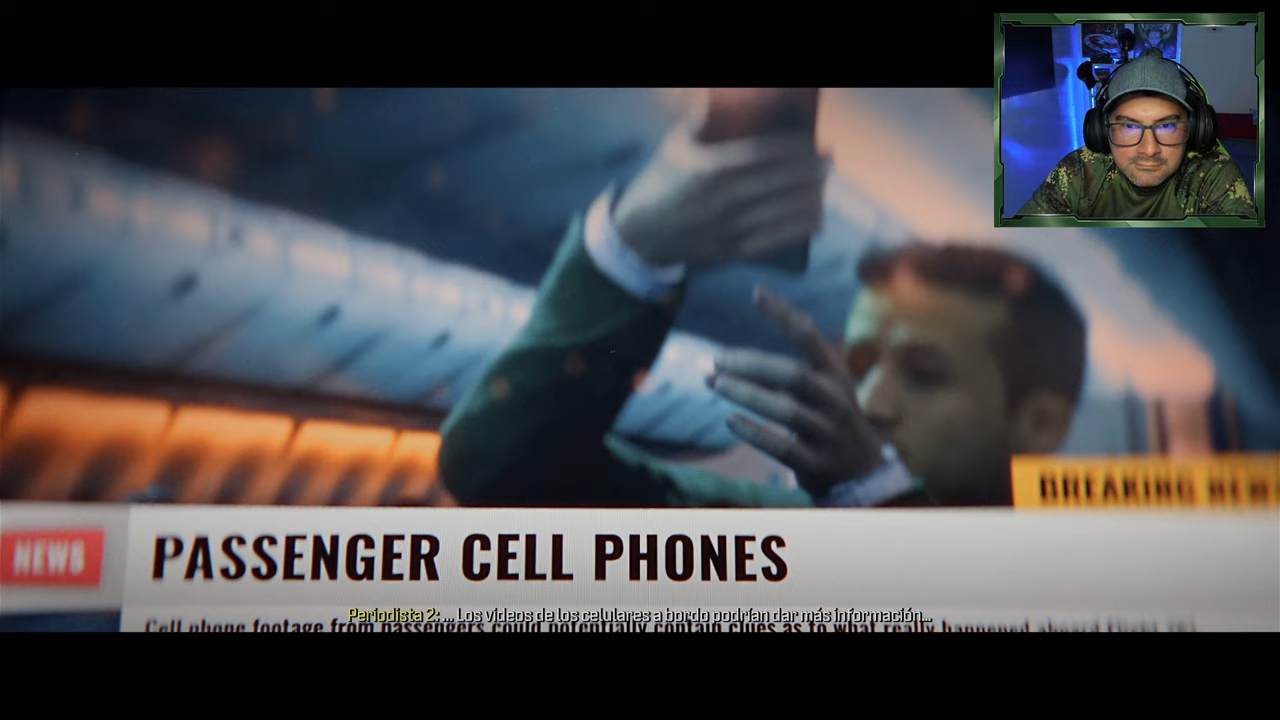 BREAKING NEWS
NEWS
PASSENGER CELL PHONES
Periodista 2: ... Los videos de los celulares a bordo podrían dar más información...
Cell phone footage from passengers could potentially contain clues as to what really happened aboard flight